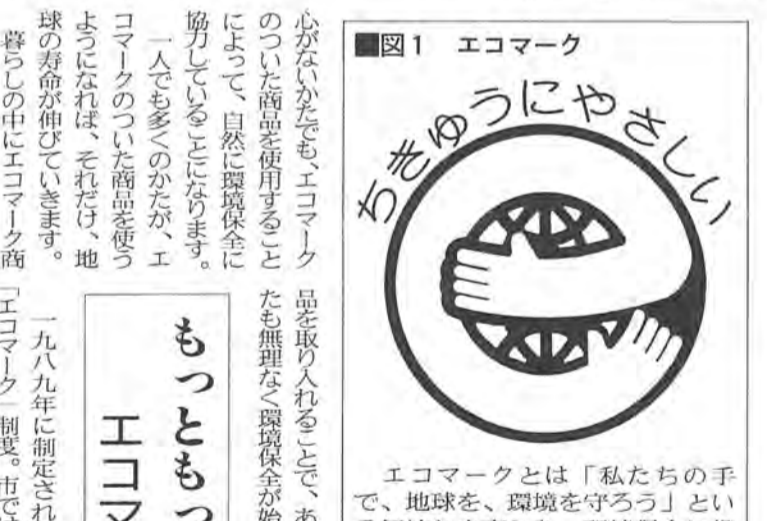 ■図1 エコマーク
ちきゅうにやさしい
エコマークとは「私たちの手
で、地球を、環境を守ろう」とい
心がないかたでも、エコマーク
のついた商品を使用すること
によって、自然に環境保全に
協力していることになります。
一人でも多くのかたが、エ
コマークのついた商品を使う
ようになれば、それだけ、地
球の寿命が伸びていきます。
暮らしの中にエコマーク商
品を取り入れることで、あ
たも無理なく環境保全が始
もっともっ
エコマ
一九八九年に制定され
「エコマーク」制度。市では